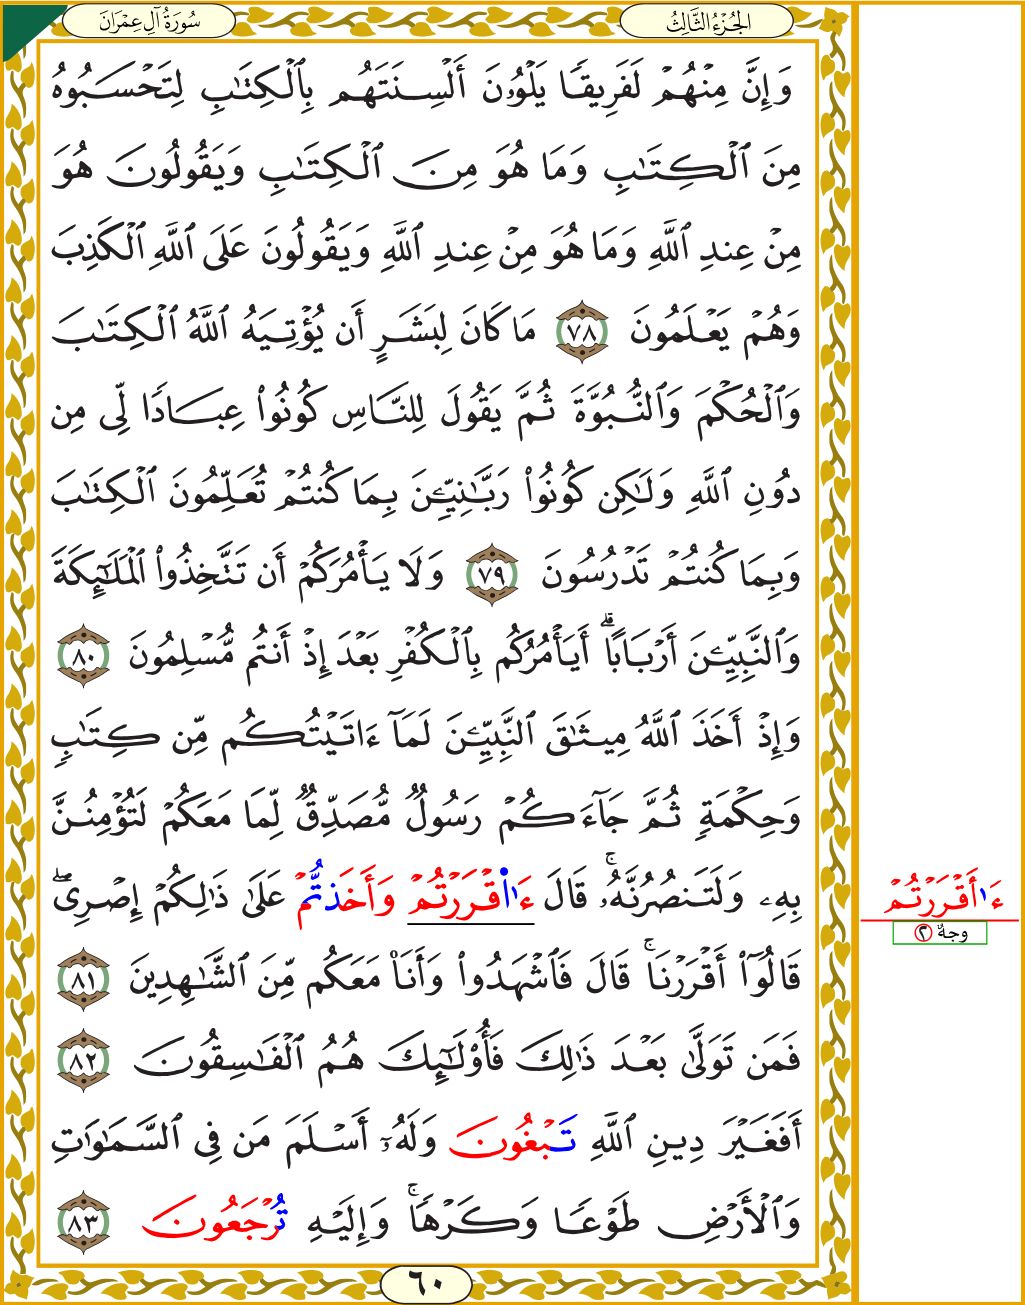 سُورَةُ آلِ عِمْرَانَ
الجُزْءُ الثَّالِثُ
وَإِنَّ مِنْهُمْ لَفَرِيقًا يَلْوُۥنَ أَلْسِنَتَهُم بِٱلْكِتَٰبِ لِتَحْسَبُوهُ
مِنَ ٱلْكِتَٰبِ وَمَا هُوَ مِنَ ٱلْكِتَٰبِ وَيَقُولُونَ هُوَ
مِنْ عِندِ ٱللَّهِ وَمَا هُوَ مِنْ عِندِ ٱللَّهِ وَيَقُولُونَ عَلَى ٱللَّهِ ٱلْكَذِبَ
وَهُمْ يَعْلَمُونَ ٧٨ مَا كَانَ لِبَشَرٍ أَن يُؤْتِيَهُ ٱللَّهُ ٱلْكِتَٰبَ
وَٱلْحُكْمَ وَٱلنُّبُوَّةَ ثُمَّ يَقُولَ لِلنَّاسِ كُونُوا۟ عِبَادًا لِّى مِن
دُونِ ٱللَّهِ وَلَٰكِن كُونُوا۟ رَبَّٰنِيِّۦنَ بِمَا كُنتُمْ تُعَلِّمُونَ ٱلْكِتَٰبَ
وَبِمَا كُنتُمْ تَدْرُسُونَ ٧٩ وَلَا يَأْمُرَكُمْ أَن تَتَّخِذُوا۟ ٱلْمَلَٰٓئِكَةَ
وَٱلنَّبِيِّۦنَ أَرْبَابًا ۗ أَيَأْمُرُكُم بِٱلْكُفْرِ بَعْدَ إِذْ أَنتُم مُّسْلِمُونَ ٨٠
وَإِذْ أَخَذَ ٱللَّهُ مِيثَٰقَ ٱلنَّبِيِّۦنَ لَمَآ ءَاتَيْتُكُم مِّن كِتَٰبٍ
وَحِكْمَةٍ ثُمَّ جَآءَكُمْ رَسُولٌ مُّصَدِّقٌ لِّمَا مَعَكُمْ لَتُؤْمِنُنَّ
بِهِۦ وَلَتَنصُرُنَّهُۥ ۚ قَالَ ءَا۬قْرَرْتُمْ وَأَخَذتُّمْ عَلَىٰ ذَٰلِكُمْ إِصْرِى ۖ
قَالُوٓا۟ أَقْرَرْنَا ۚ قَالَ فَٱشْهَدُوا۟ وَأَنَا۠ مَعَكُم مِّنَ ٱلشَّٰهِدِينَ ٨١
فَمَن تَوَلَّىٰ بَعْدَ ذَٰلِكَ فَأُو۟لَٰٓئِكَ هُمُ ٱلْفَٰسِقُونَ ٨٢
أَفَغَيْرَ دِينِ ٱللَّهِ تَبْغُونَ وَلَهُۥٓ أَسْلَمَ مَن فِى ٱلسَّمَٰوَٰتِ
وَٱلْأَرْضِ طَوْعًا وَكَرْهًا ۚ وَإِلَيْهِ تُرْجَعُونَ ٨٣
ءَاأَقْرَرْتُمْ
وجهٌ ٢
٦٠